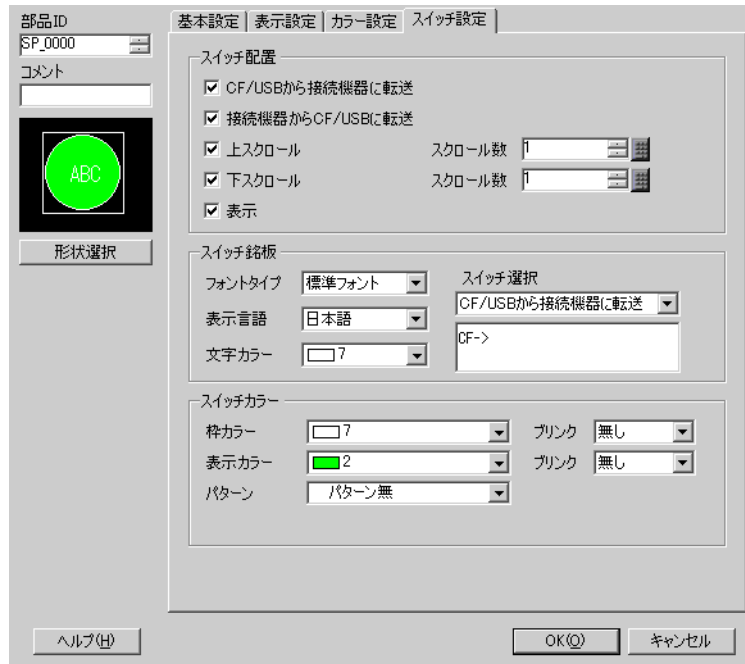 部品ID
SP_0000
コメント
ABC
形状選択
基本設定 表示設定 カラー設定 スイッチ設定
スイッチ配置
CF/USBから接続機器に転送
接続機器からCF/USBに転送
上スクロール スクロール数 1
下スクロール スクロール数 1
表示
スイッチ銘板
フォントタイプ 標準フォント
表示言語 日本語
文字カラー 7
スイッチ選択
CF/USBから接続機器に転送
CF->
スイッチカラー
枠カラー 7 ブリンク 無し
表示カラー 2 ブリンク 無し
パターン パターン無
ヘルプ(H) OK(O) キャンセル